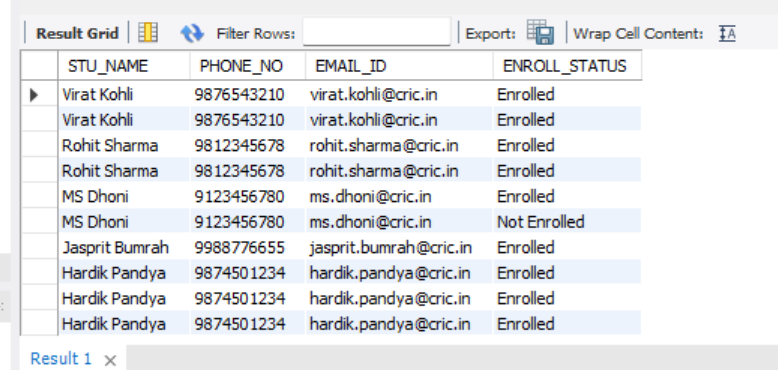 Result Grid Filter Rows: Export: Wrap Cell Content: IA
STU_NAME PHONE_NO EMAIL_ID ENROLL_STATUS
Virat Kohli 9876543210 virat.kohli@cric.in Enrolled
Virat Kohli 9876543210 virat.kohli@cric.in Enrolled
Rohit Sharma 9812345678 rohit.sharma@cric.in Enrolled
Rohit Sharma 9812345678 rohit.sharma@cric.in Enrolled
MS Dhoni 9123456780 ms.dhoni@cric.in Enrolled
MS Dhoni 9123456780 ms.dhoni@cric.in Not Enrolled
Jasprit Bumrah 9988776655 jasprit.bumrah@cric.in Enrolled
Hardik Pandya 9874501234 hardik.pandya@cric.in Enrolled
Hardik Pandya 9874501234 hardik.pandya@cric.in Enrolled
Hardik Pandya 9874501234 hardik.pandya@cric.in Enrolled
Result 1